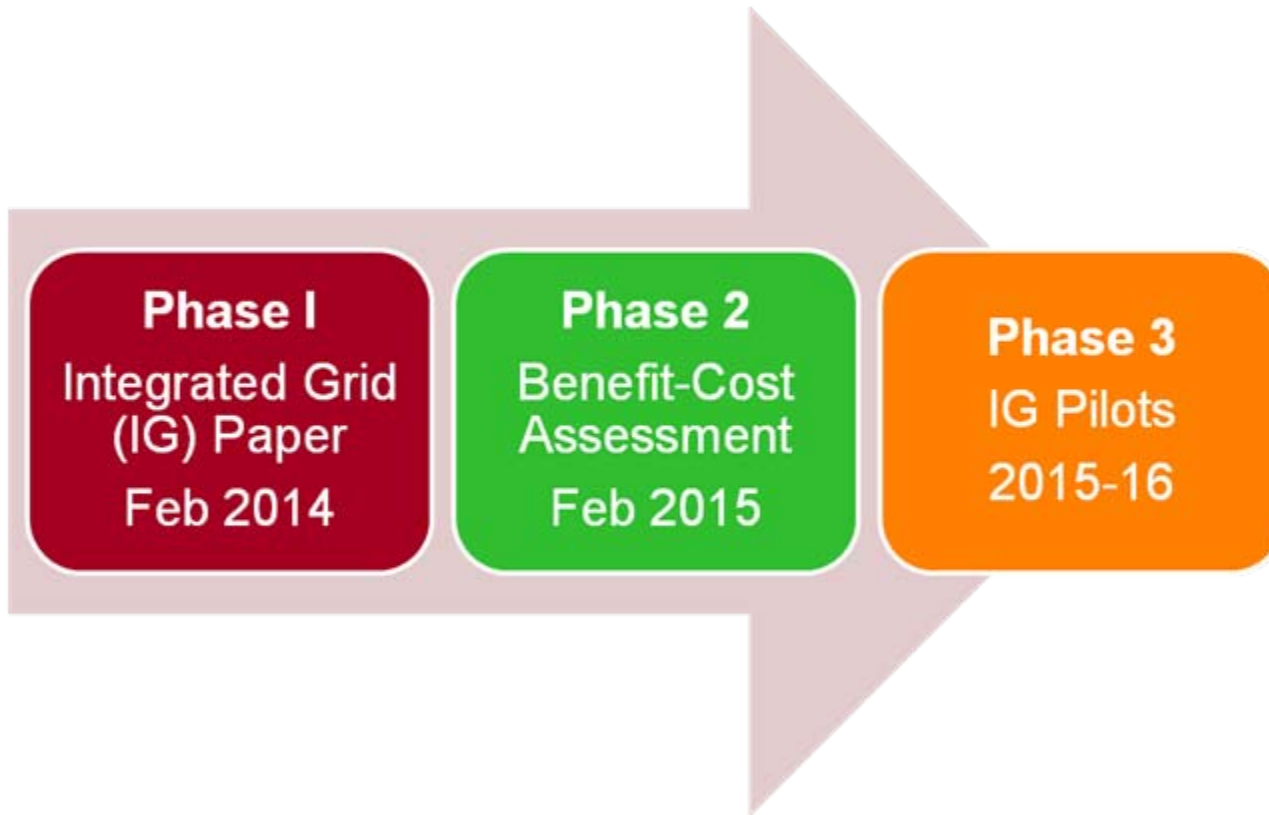 Phase I
Integrated Grid
(IG) Paper
Feb 2014
Phase 2
Benefit-Cost
Assessment
Feb 2015
Phase 3
IG Pilots
2015-16